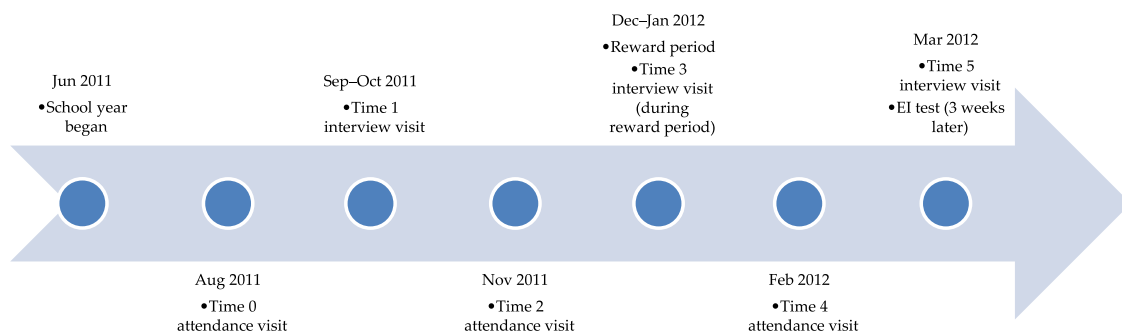 Jun 2011
•School year
began
Aug 2011
•Time 0
attendance visit
Sep–Oct 2011
•Time 1
interview visit
Nov 2011
•Time 2
attendance visit
Dec–Jan 2012
•Reward period
•Time 3
interview visit
(during
reward period)
Feb 2012
•Time 4
attendance visit
Mar 2012
•Time 5
interview visit
•EI test (3 weeks
later)